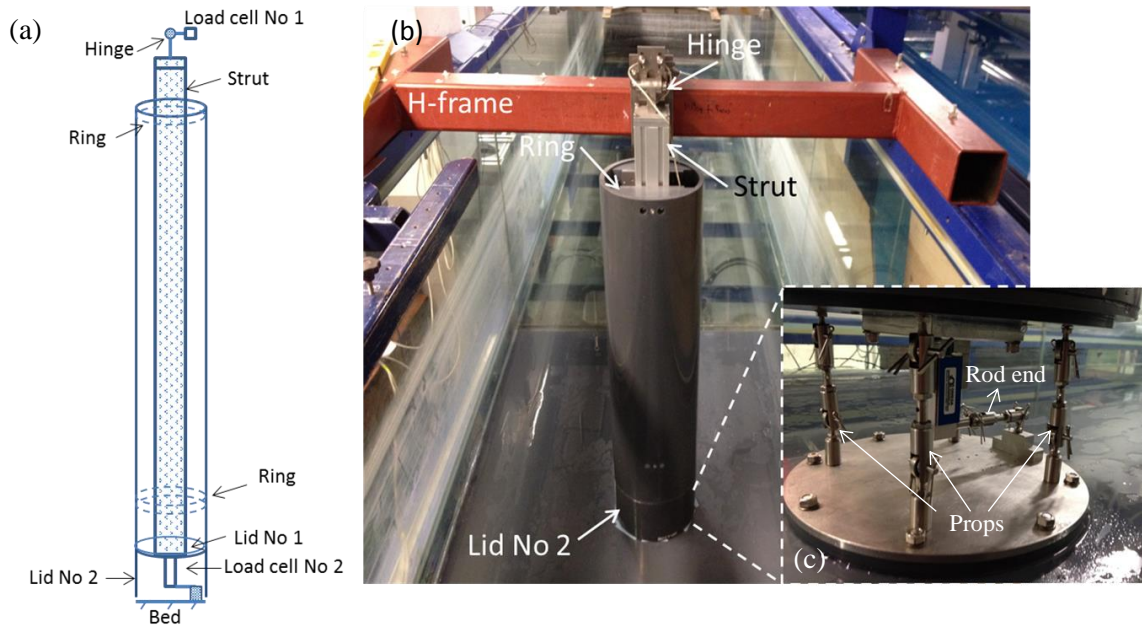 (a)
Load cell No 1
Hinge
Strut
Ring
Ring
Lid No 1
Lid No 2
Load cell No 2
Bed
(b)
Hinge
H-frame
Ring
Strut
Lid No 2
Rod end
Props
(c)